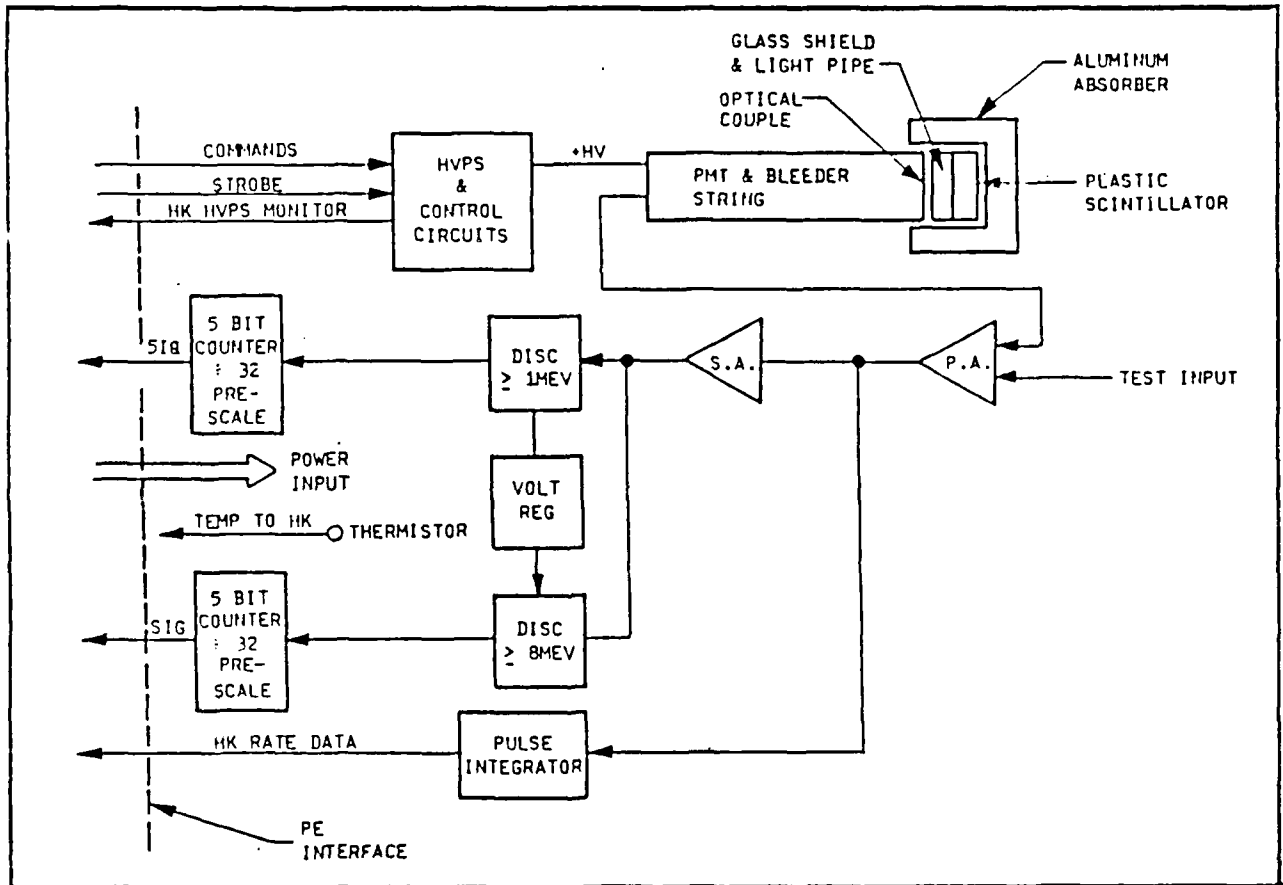 GLASS SHIELD
& LIGHT PIPE
ALUMINUM
ABSORBER
OPTICAL
COUPLE
COMMANDS
STROBE
HK HVPS MONITOR
HVPS
&
CONTROL
CIRCUITS
+HV
PMT & BLEEDER
STRING
PLASTIC
SCINTILLATOR
SIG
5 BIT
COUNTER
÷ 32
PRE-
SCALE
DISC
≥ 1MEV
S.A.
P.A.
TEST INPUT
POWER
INPUT
VOLT
REG
TEMP TO HK
THERMISTOR
SIG
5 BIT
COUNTER
÷ 32
PRE-
SCALE
DISC
≥ 8MEV
HK RATE DATA
PULSE
INTEGRATOR
PE
INTERFACE